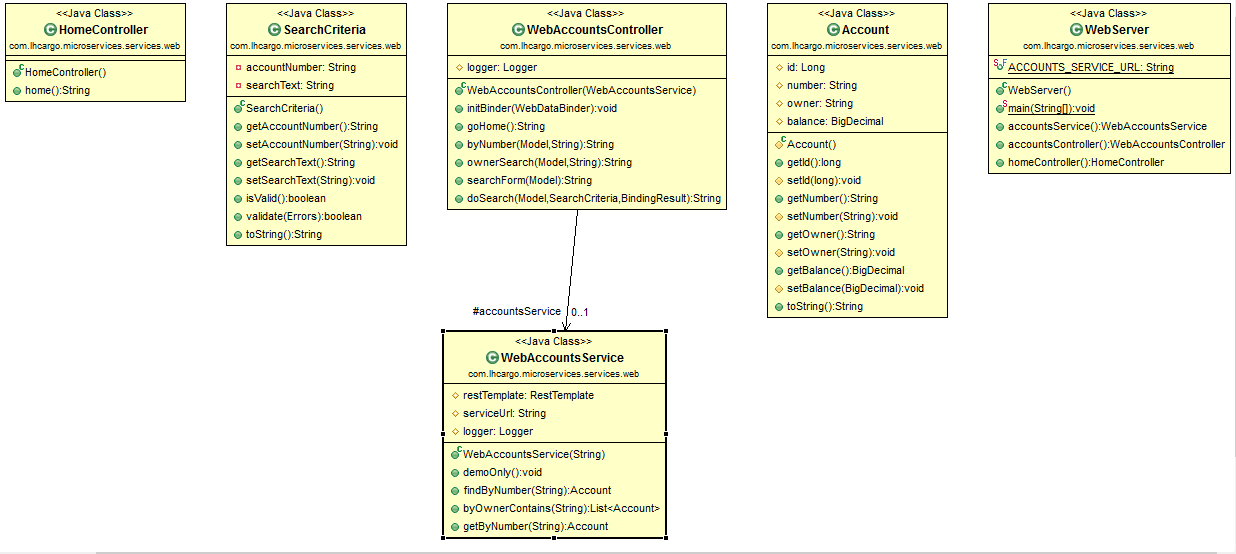 <<Java Class>>
HomeController
com.lhcargo.microservices.services.web
HomeController()
home():String
<<Java Class>>
SearchCriteria
com.lhcargo.microservices.services.web
accountNumber: String
searchText: String
SearchCriteria()
getAccountNumber():String
setAccountNumber(String):void
getSearchText():String
setSearchText(String):void
isValid():boolean
validate(Errors):boolean
toString():String
<<Java Class>>
WebAccountsController
com.lhcargo.microservices.services.web
logger: Logger
WebAccountsController(WebAccountsService)
initBinder(WebDataBinder):void
goHome():String
byNumber(Model,String):String
ownerSearch(Model,String):String
searchForm(Model):String
doSearch(Model,SearchCriteria,BindingResult):String
<<Java Class>>
Account
com.lhcargo.microservices.services.web
id: Long
number: String
owner: String
balance: BigDecimal
Account()
getId():long
setId(long):void
getNumber():String
setNumber(String):void
getOwner():String
setOwner(String):void
getBalance():BigDecimal
setBalance(BigDecimal):void
toString():String
<<Java Class>>
WebServer
com.lhcargo.microservices.services.web
ACCOUNTS_SERVICE_URL: String
WebServer()
main(String[]):void
accountsService():WebAccountsService
accountsController():WebAccountsController
homeController():HomeController
#accountsService
0..1
<<Java Class>>
WebAccountsService
com.lhcargo.microservices.services.web
restTemplate: RestTemplate
serviceUrl: String
logger: Logger
WebAccountsService(String)
demoOnly():void
findByNumber(String):Account
byOwnerContains(String):List<Account>
getByNumber(String):Account